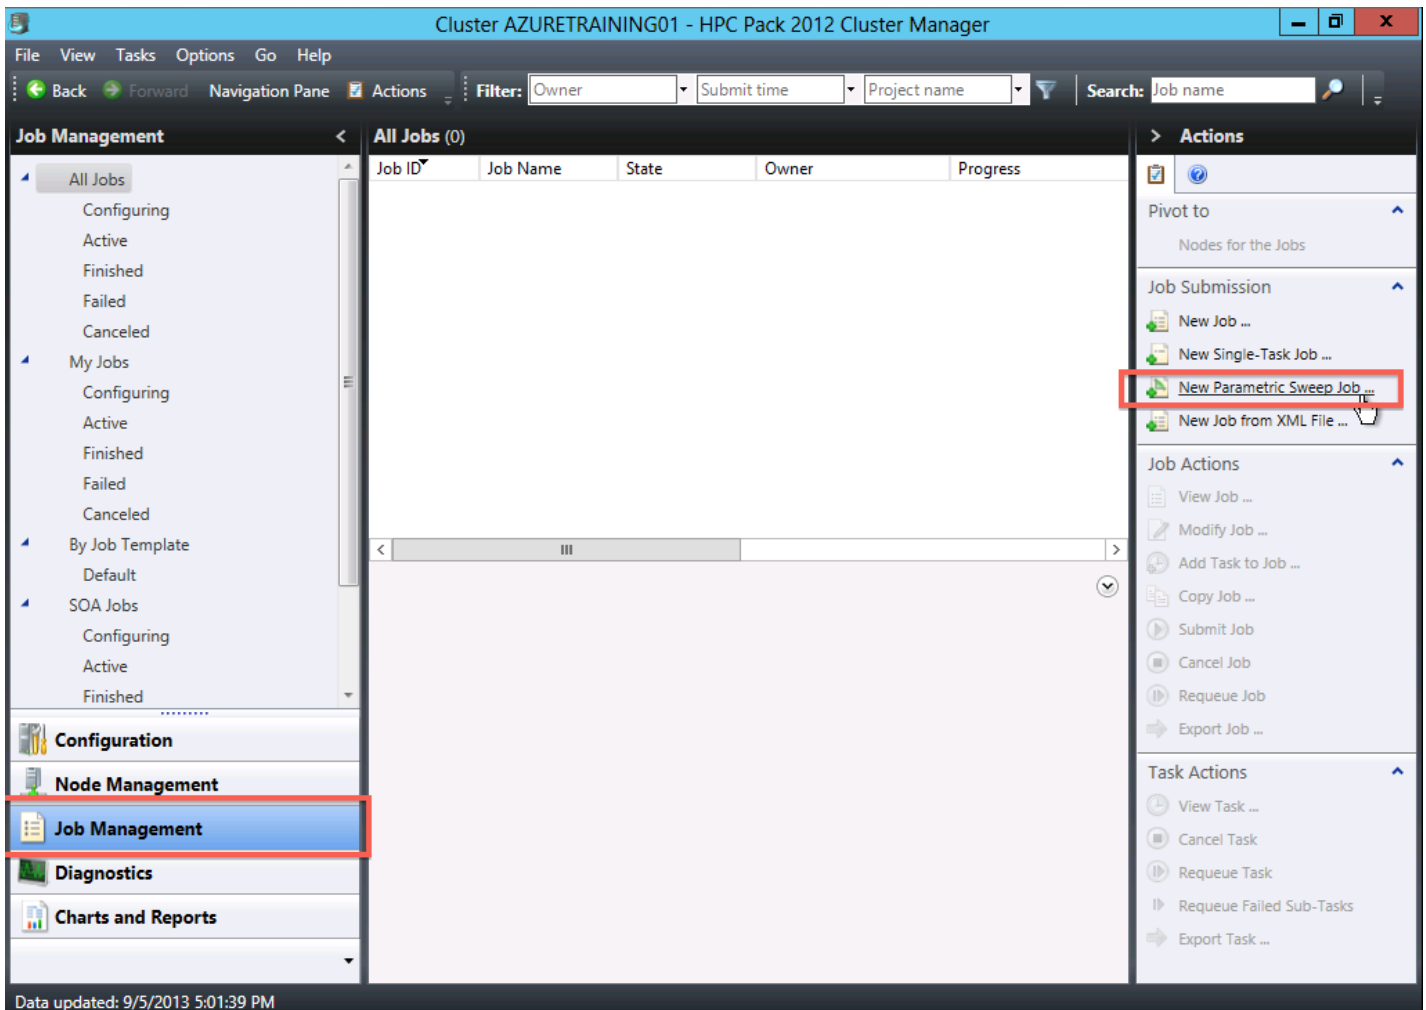 Cluster AZURETRAINING01 - HPC Pack 2012 Cluster Manager
File View Tasks Options Go Help
Back Forward Navigation Pane Actions Filter: Owner Submit time Project name Search: Job name
Job Management
All Jobs
Configuring
Active
Finished
Failed
Canceled
My Jobs
Configuring
Active
Finished
Failed
Canceled
By Job Template
Default
SOA Jobs
Configuring
Active
Finished
Configuration
Node Management
Job Management
Diagnostics
Charts and Reports
All Jobs (0)
Job ID Job Name State Owner Progress
Actions
Pivot to
Nodes for the Jobs
Job Submission
New Job ...
New Single-Task Job ...
New Parametric Sweep Job ...
New Job from XML File ...
Job Actions
View Job ...
Modify Job ...
Add Task to Job ...
Copy Job ...
Submit Job
Cancel Job
Requeue Job
Export Job ...
Task Actions
View Task ...
Cancel Task
Requeue Task
Requeue Failed Sub-Tasks
Export Task ...
Data updated: 9/5/2013 5:01:39 PM